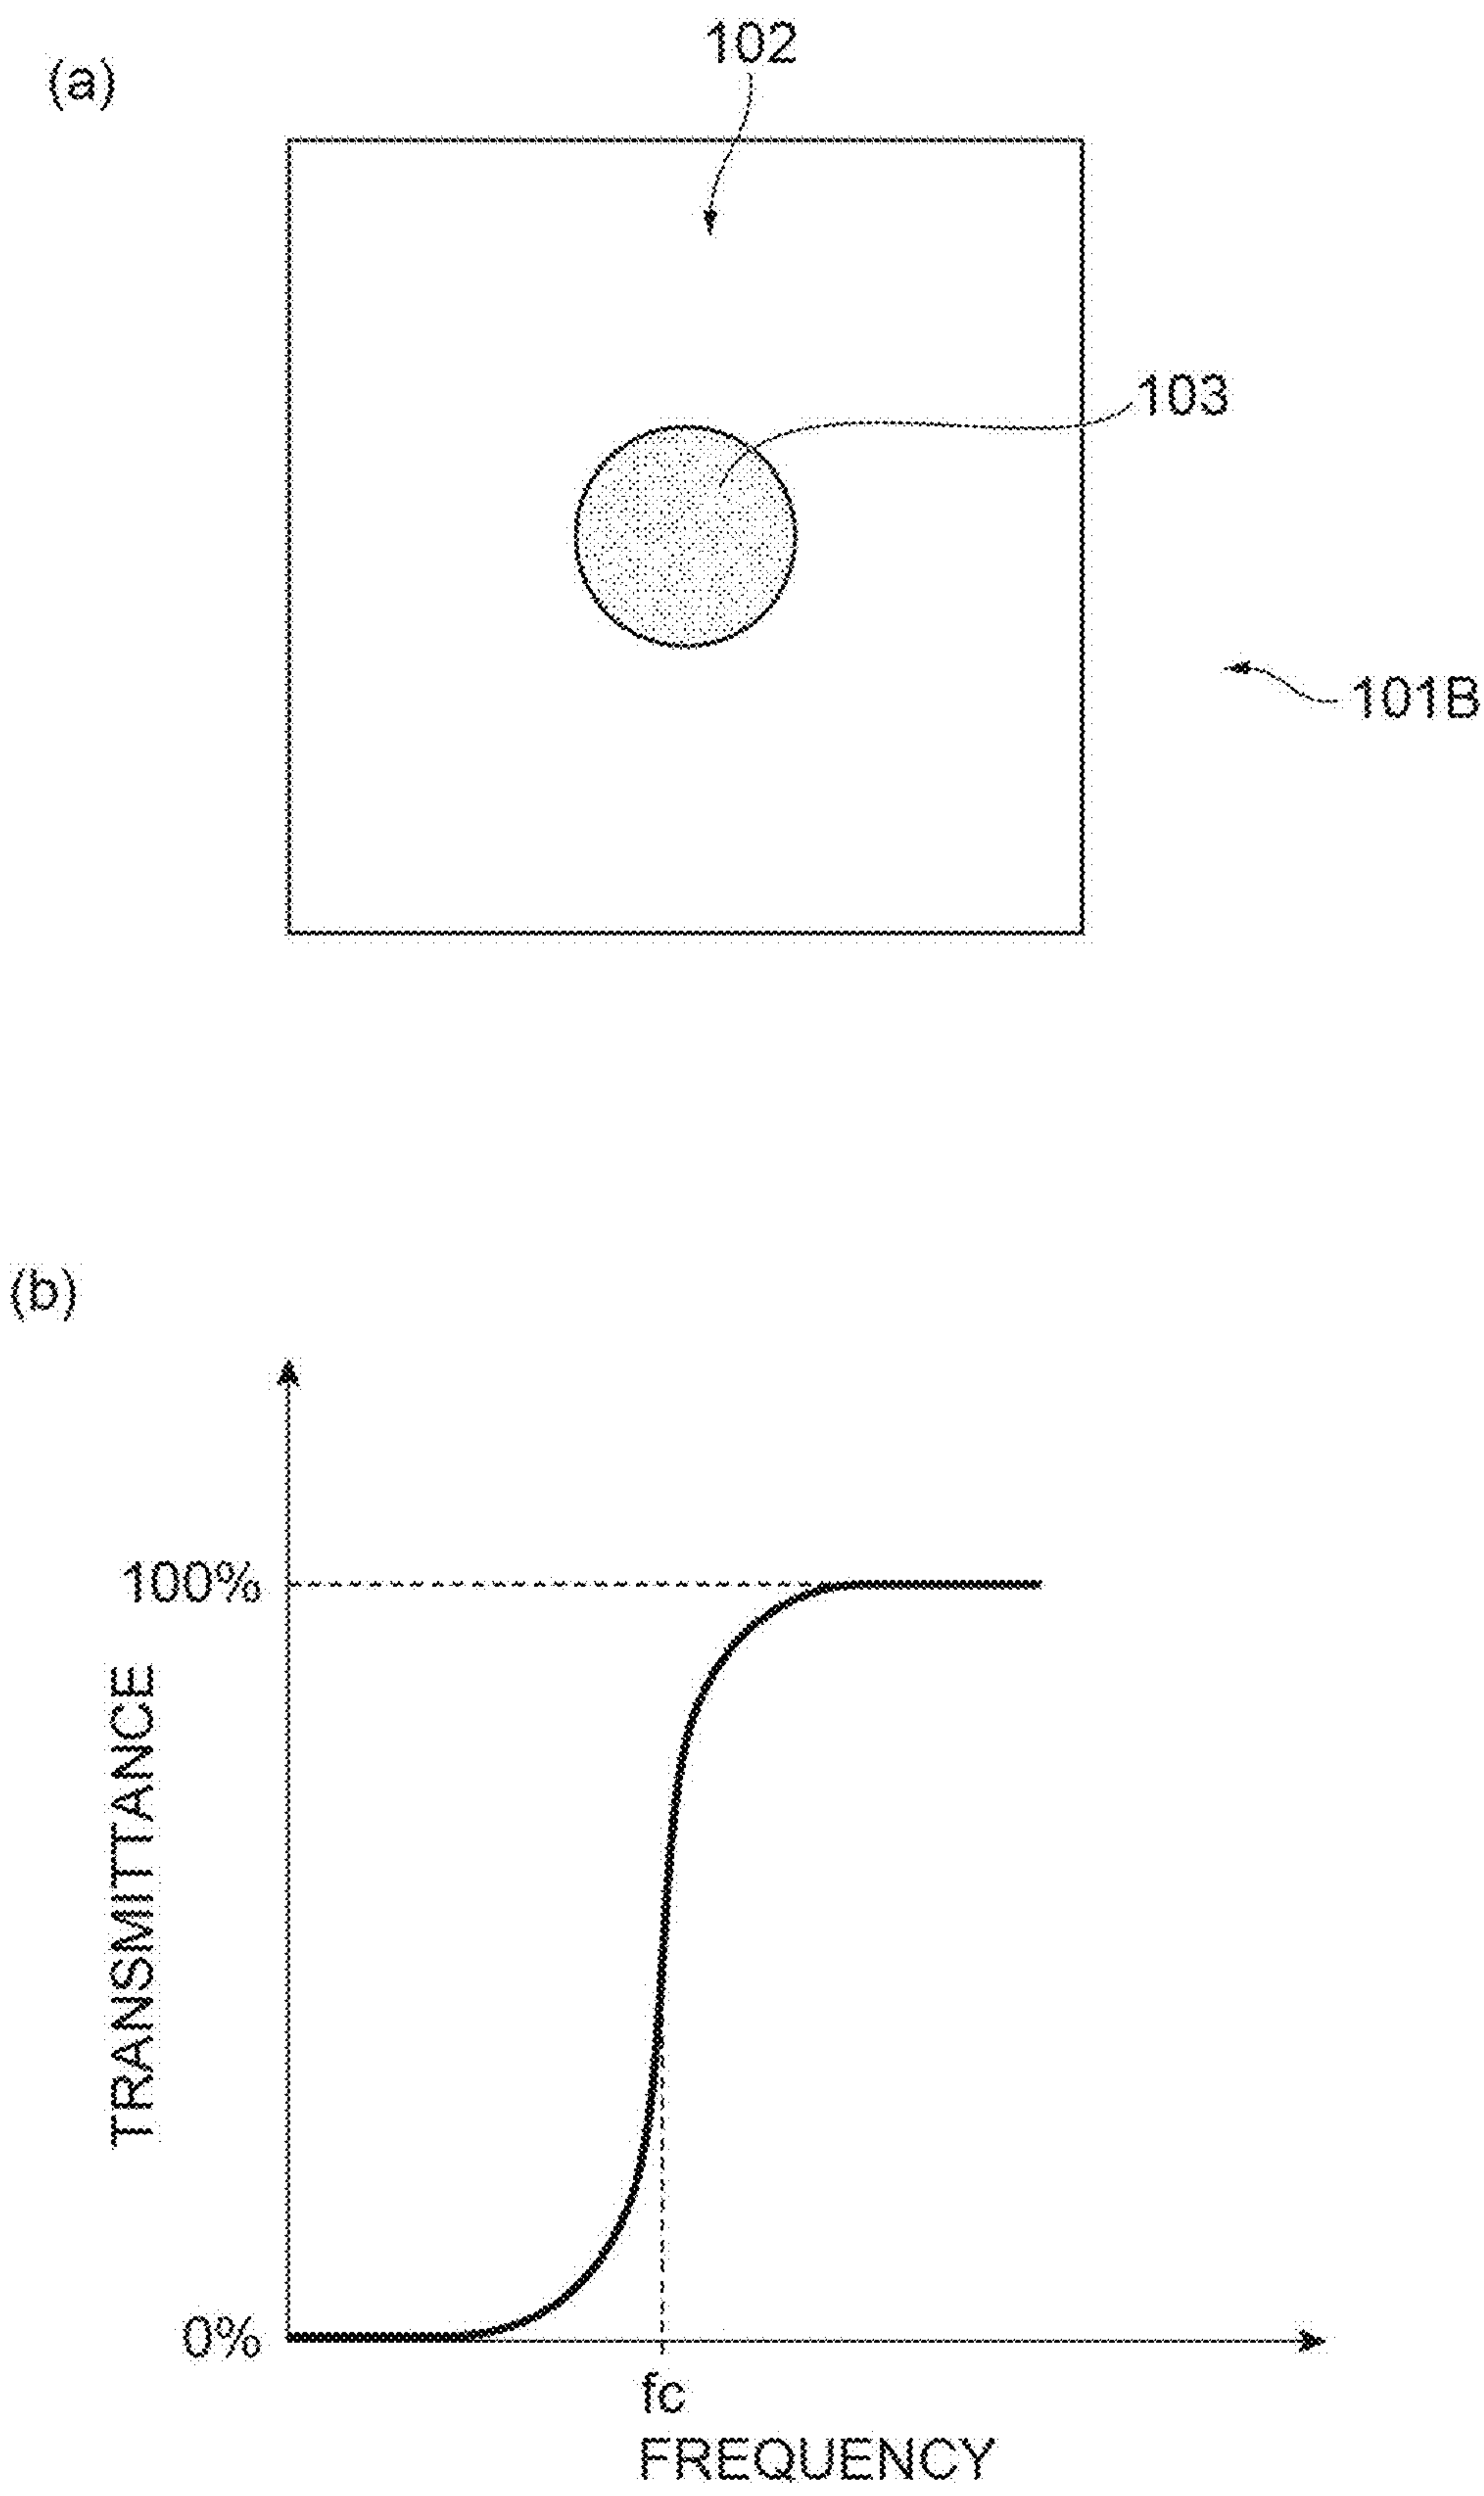 (a)
102
103
101B
(b)
100%
TRANSMITTANCE
0%
fc
FREQUENCY